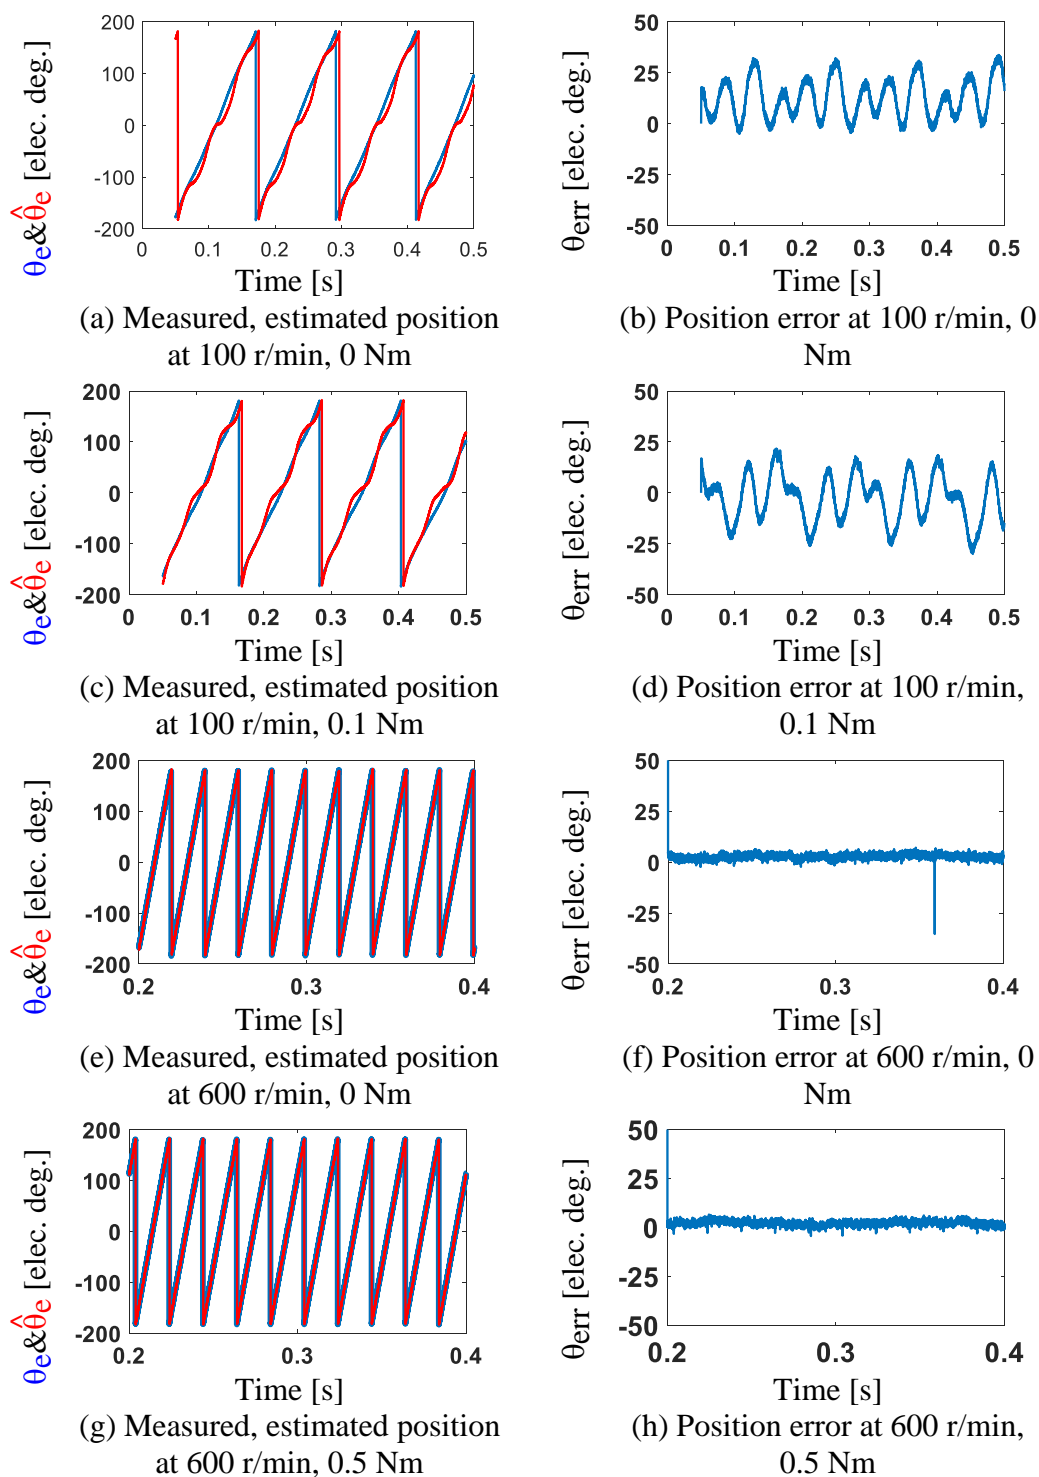 200
100
0
-100
-200
0 0.1 0.2 0.3 0.4 0.5
θe&θ̂e [elec. deg.]
Time [s]
50
25
0
-25
-50
0 0.1 0.2 0.3 0.4 0.5
θerr [elec. deg.]
Time [s]
(a) Measured, estimated position
at 100 r/min, 0 Nm
(b) Position error at 100 r/min, 0
Nm
200
100
0
-100
-200
0 0.1 0.2 0.3 0.4 0.5
θe&θ̂e [elec. deg.]
Time [s]
50
25
0
-25
-50
0 0.1 0.2 0.3 0.4 0.5
θerr [elec. deg.]
Time [s]
(c) Measured, estimated position
at 100 r/min, 0.1 Nm
(d) Position error at 100 r/min,
0.1 Nm
200
100
0
-100
-200
0.2 0.3 0.4
θe&θ̂e [elec. deg.]
Time [s]
50
25
0
-25
-50
0.2 0.3 0.4
θerr [elec. deg.]
Time [s]
(e) Measured, estimated position
at 600 r/min, 0 Nm
(f) Position error at 600 r/min, 0
Nm
200
100
0
-100
-200
0.2 0.3 0.4
θe&θ̂e [elec. deg.]
Time [s]
50
25
0
-25
-50
0.2 0.3 0.4
θerr [elec. deg.]
Time [s]
(g) Measured, estimated position
at 600 r/min, 0.5 Nm
(h) Position error at 600 r/min,
0.5 Nm